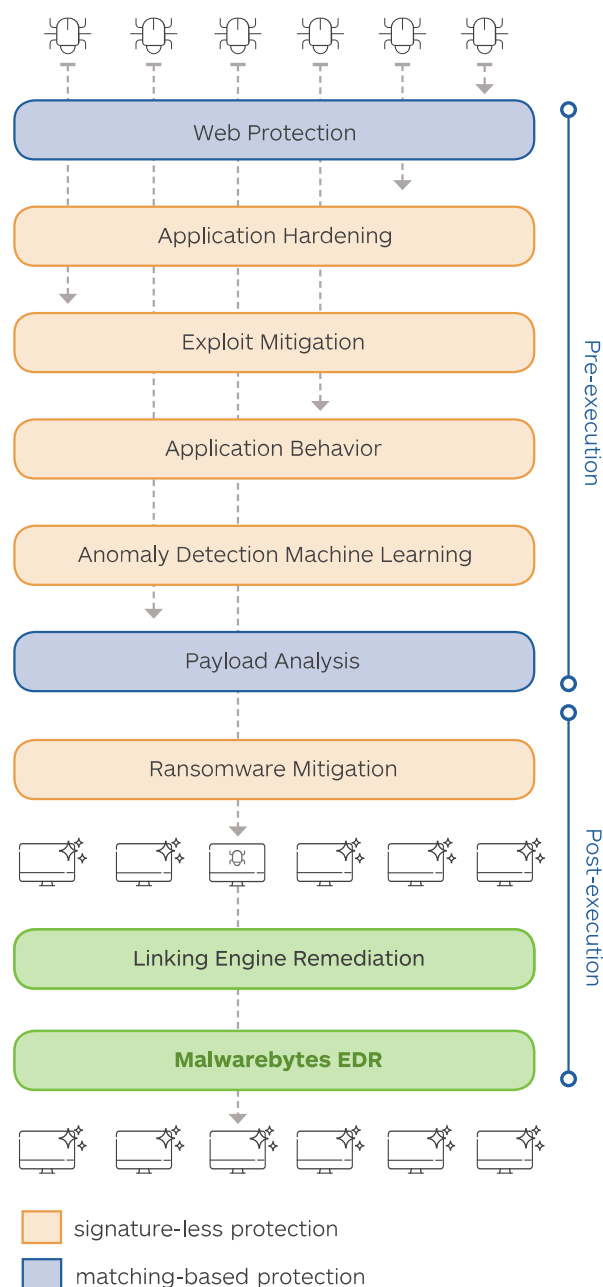 Web Protection
Application Hardening
Exploit Mitigation
Application Behavior
Anomaly Detection Machine Learning
Payload Analysis
Pre-execution
Ransomware Mitigation
Linking Engine Remediation
Malwarebytes EDR
Post-execution
signature-less protection
matching-based protection